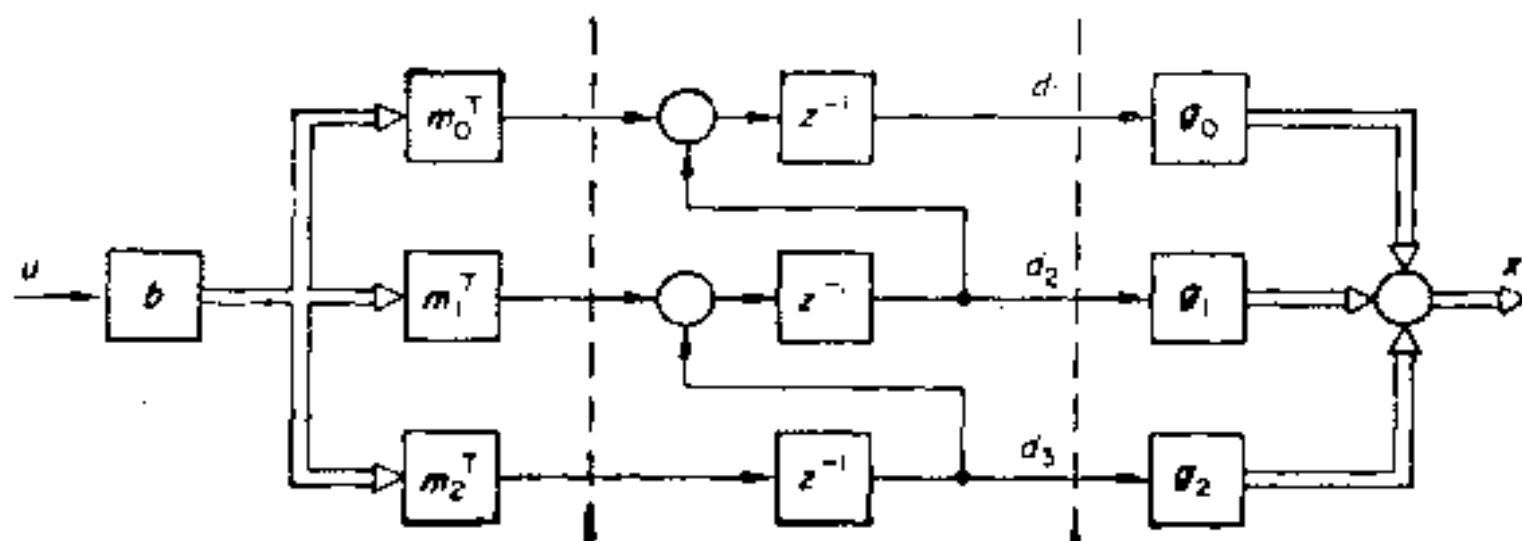 m₀ᵀ z⁻¹ d g₀
u b m₁ᵀ z⁻¹ d₂ g₁ x
m₂ᵀ z⁻¹ d₃ g₂